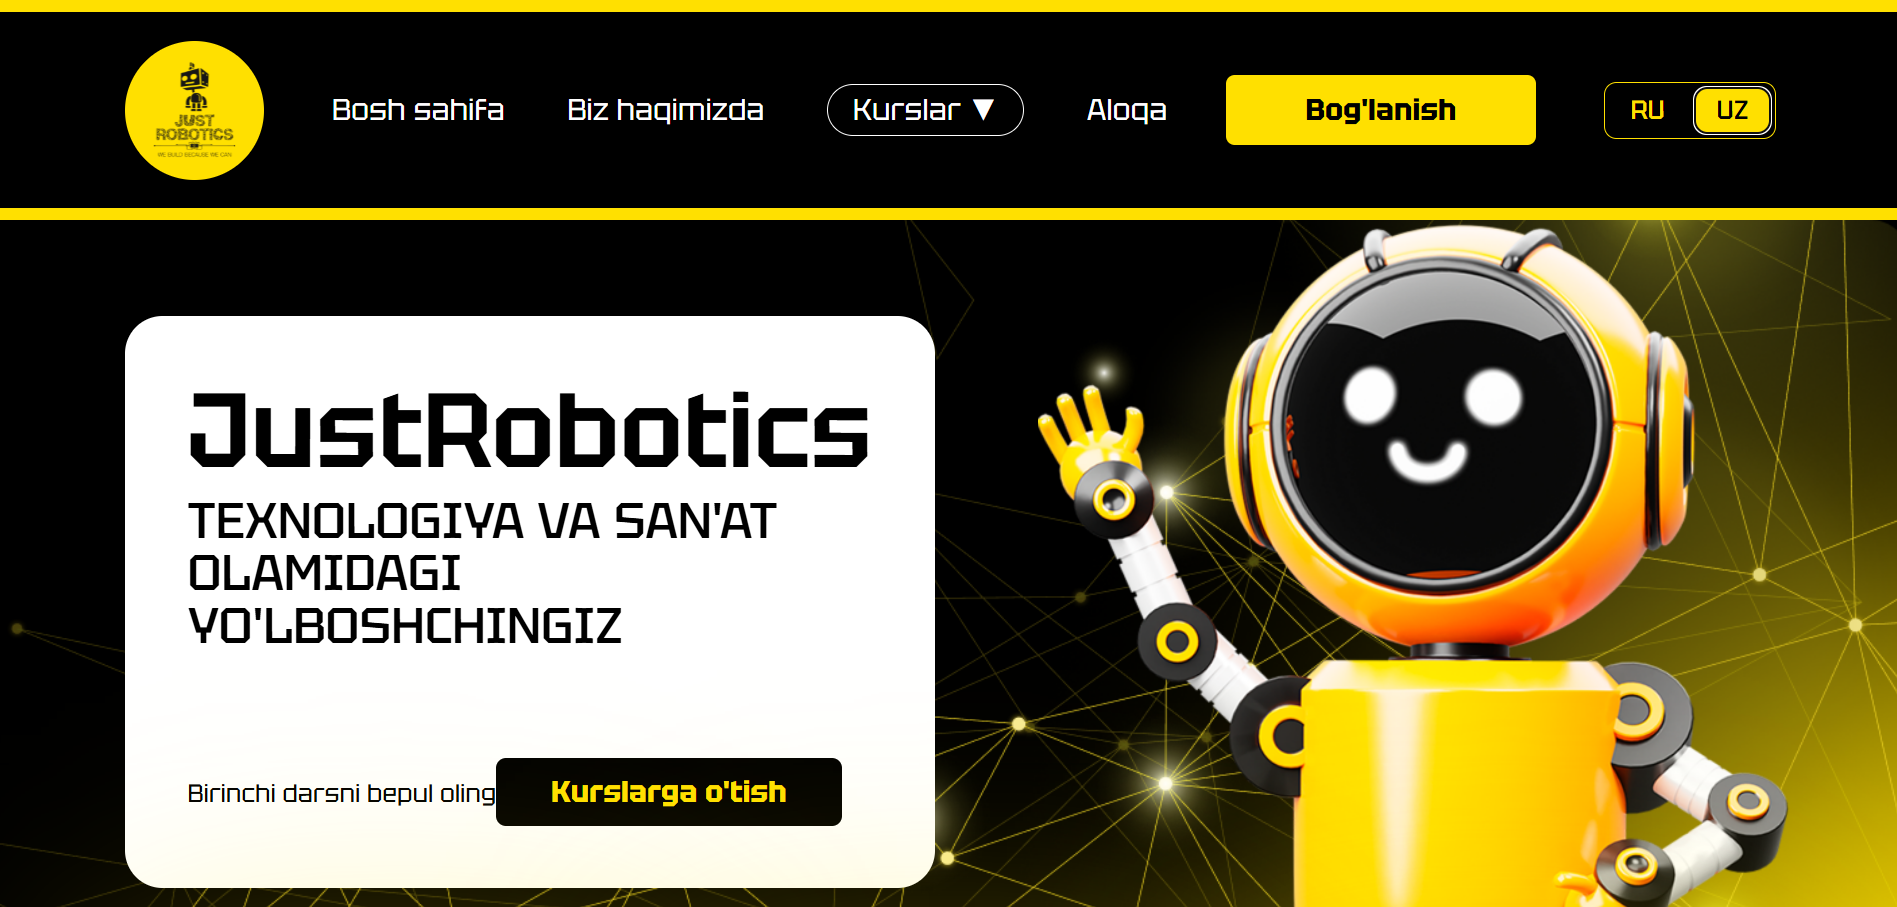 JUST
ROBOTICS
WE BUILD BECAUSE WE CAN
Bosh sahifa
Biz haqimizda
Kurslar ▼
Aloqa
Bog'lanish
RU
UZ
JustRobotics
TEXNOLOGIYA VA SAN'AT
OLAMIDAGI
YO'LBOSHCHINGIZ
Birinchi darsni bepul oling
Kurslarga o'tish